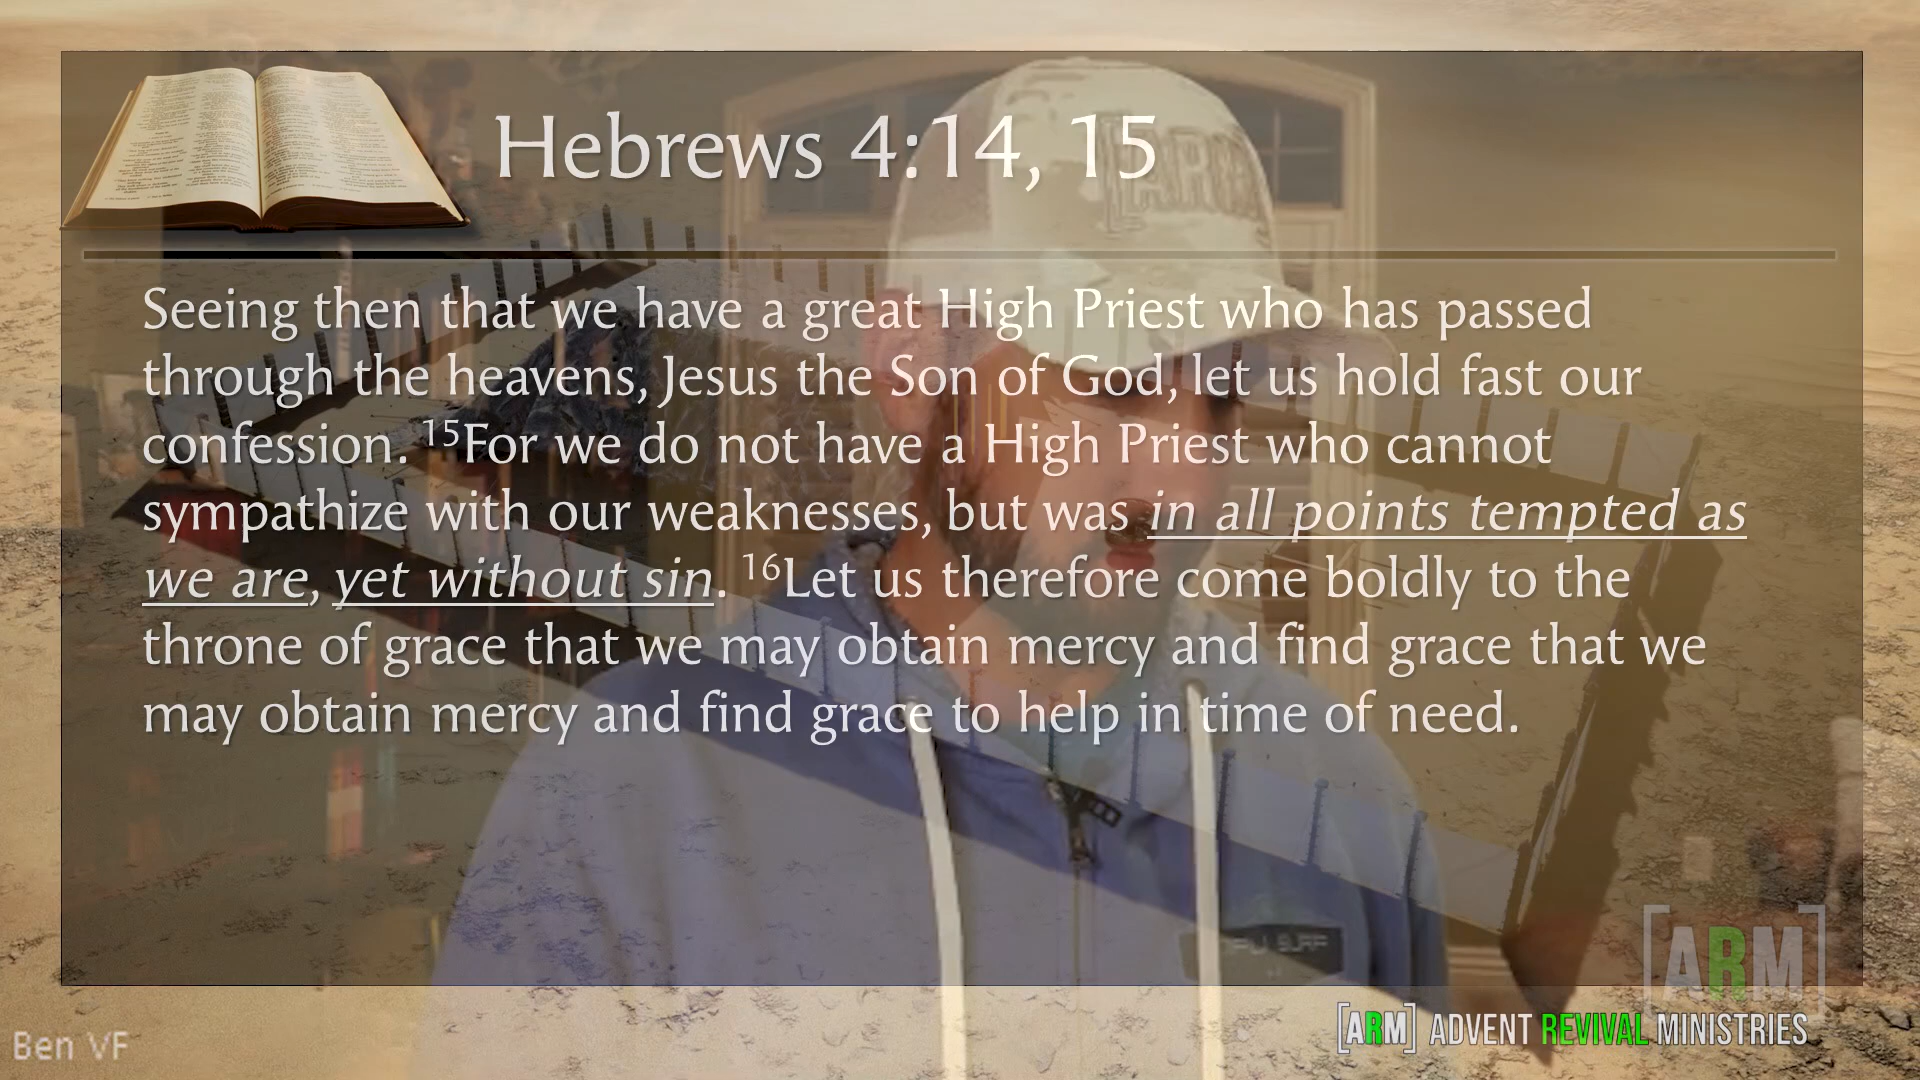 Hebrews 4:14, 15
Seeing then that we have a great High Priest who has passed
through the heavens, Jesus the Son of God, let us hold fast our
confession. 15For we do not have a High Priest who cannot
sympathize with our weaknesses, but was in all points tempted as
we are, yet without sin. 16Let us therefore come boldly to the
throne of grace that we may obtain mercy and find grace that we
may obtain mercy and find grace to help in time of need.
[ARM]
[ARM] ADVENT REVIVAL MINISTRIES
Ben VF